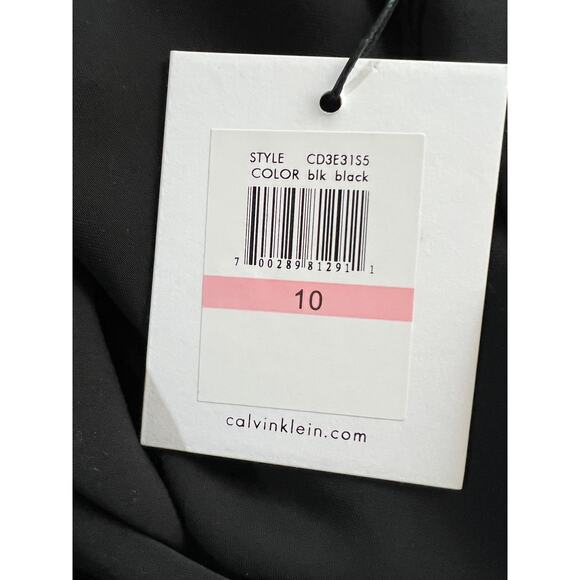 STYLE CD3E31S5
COLOR blk black
7 00289 81291 1
10
calvinklein.com